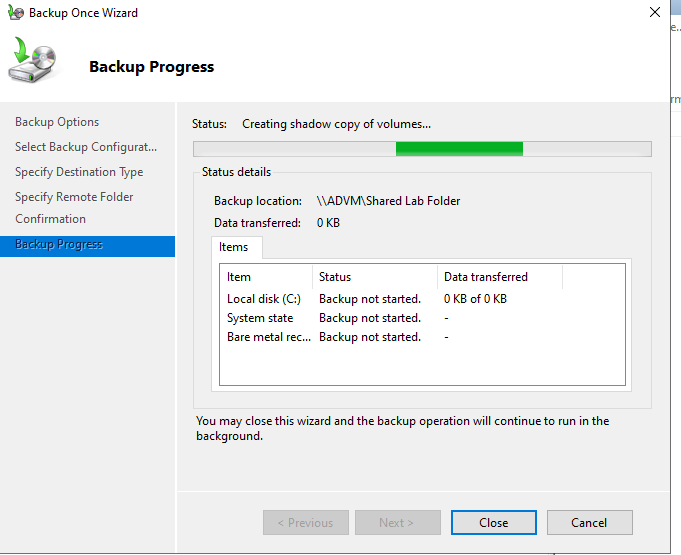 Backup Once Wizard
Backup Progress
Backup Options
Select Backup Configurat...
Specify Destination Type
Specify Remote Folder
Confirmation
Backup Progress
Status: Creating shadow copy of volumes...
Status details
Backup location: \\ADVM\Shared Lab Folder
Data transferred: 0 KB
Items
Item Status Data transferred
Local disk (C:) Backup not started. 0 KB of 0 KB
System state Backup not started. -
Bare metal rec... Backup not started. -
You may close this wizard and the backup operation will continue to run in the
background.
< Previous Next > Close Cancel